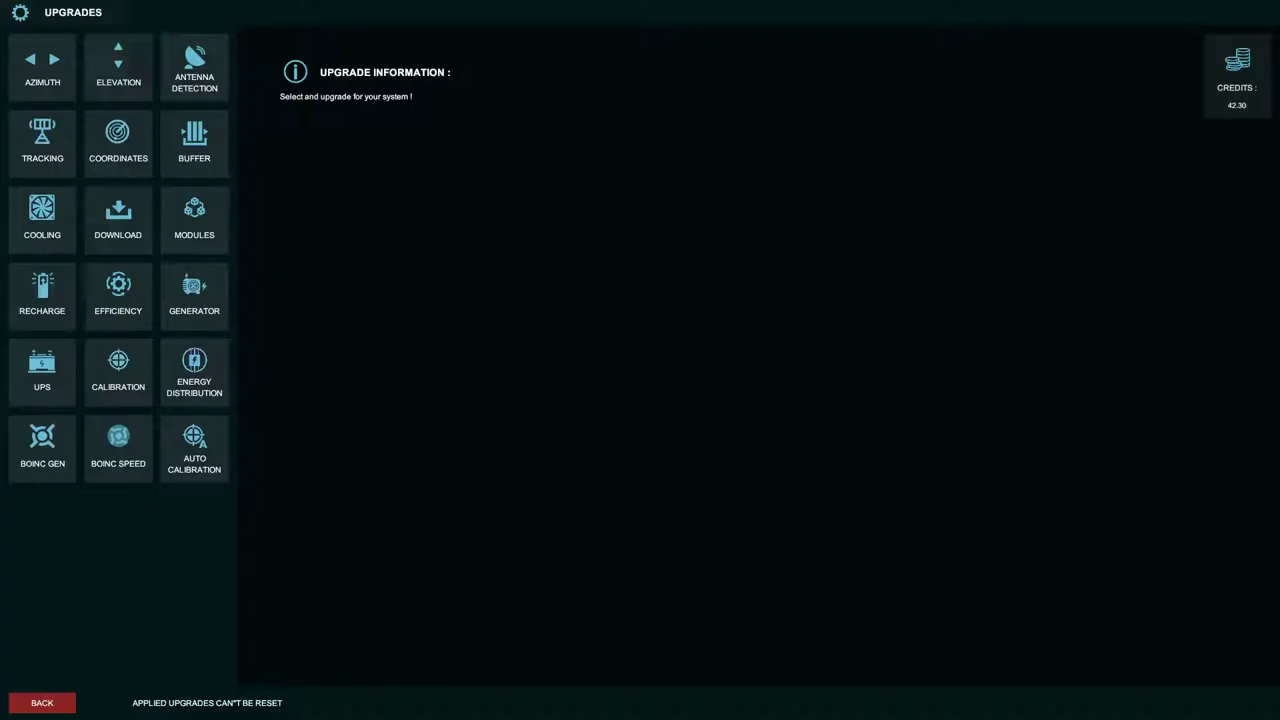 UPGRADES
AZIMUTH
ELEVATION
ANTENNA
DETECTION
TRACKING
COORDINATES
BUFFER
COOLING
DOWNLOAD
MODULES
RECHARGE
EFFICIENCY
GENERATOR
UPS
CALIBRATION
ENERGY
DISTRIBUTION
BOINC GEN
BOINC SPEED
AUTO
CALIBRATION
UPGRADE INFORMATION :
Select and upgrade for your system !
CREDITS :
42.30
BACK
APPLIED UPGRADES CAN"T BE RESET